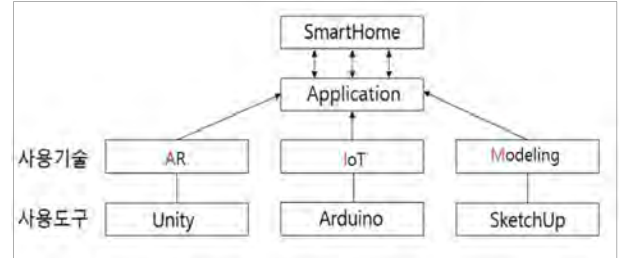 SmartHome
Application
사용기술 AR IoT Modeling
사용도구 Unity Arduino SketchUp